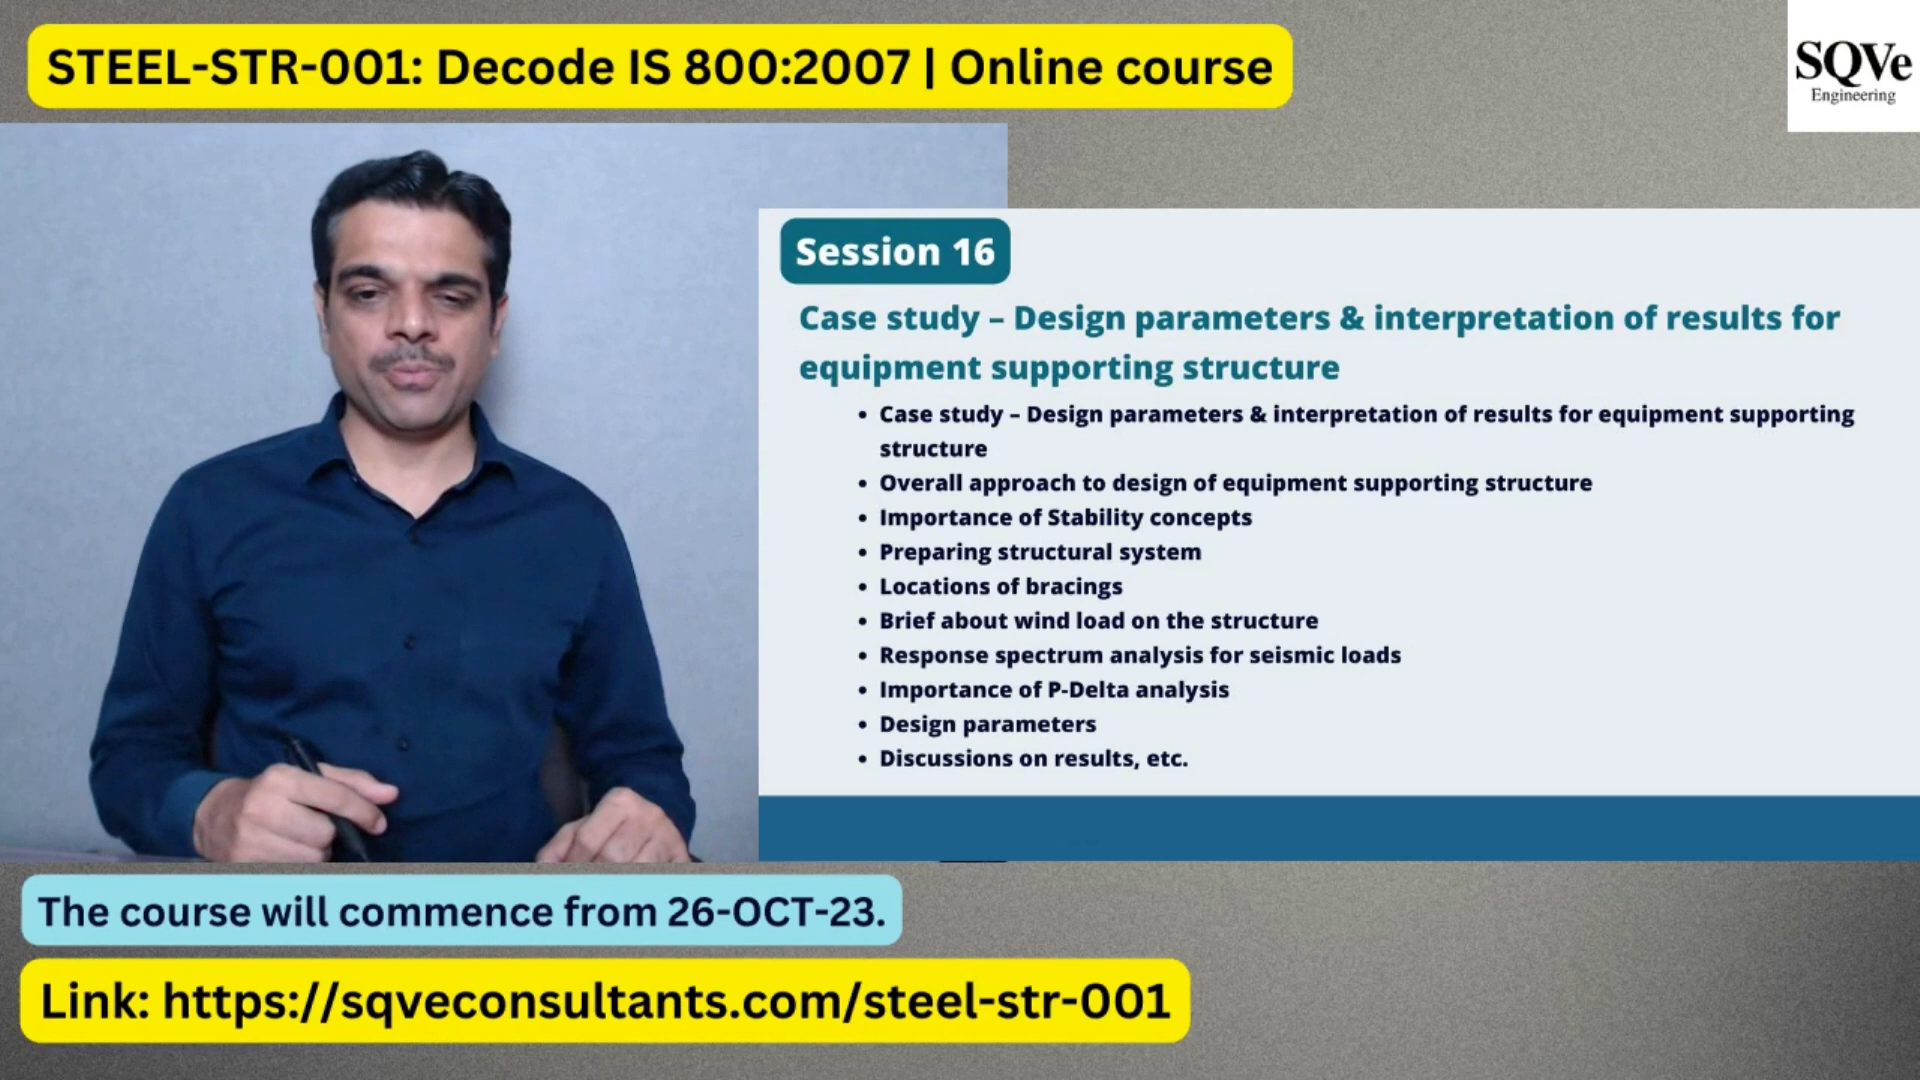 STEEL-STR-001: Decode IS 800:2007 | Online course
SQVe
Engineering
Session 16
Case study – Design parameters & interpretation of results for
equipment supporting structure
• Case study – Design parameters & interpretation of results for equipment supporting
structure
• Overall approach to design of equipment supporting structure
• Importance of Stability concepts
• Preparing structural system
• Locations of bracings
• Brief about wind load on the structure
• Response spectrum analysis for seismic loads
• Importance of P-Delta analysis
• Design parameters
• Discussions on results, etc.
The course will commence from 26-OCT-23.
Link: https://sqveconsultants.com/steel-str-001